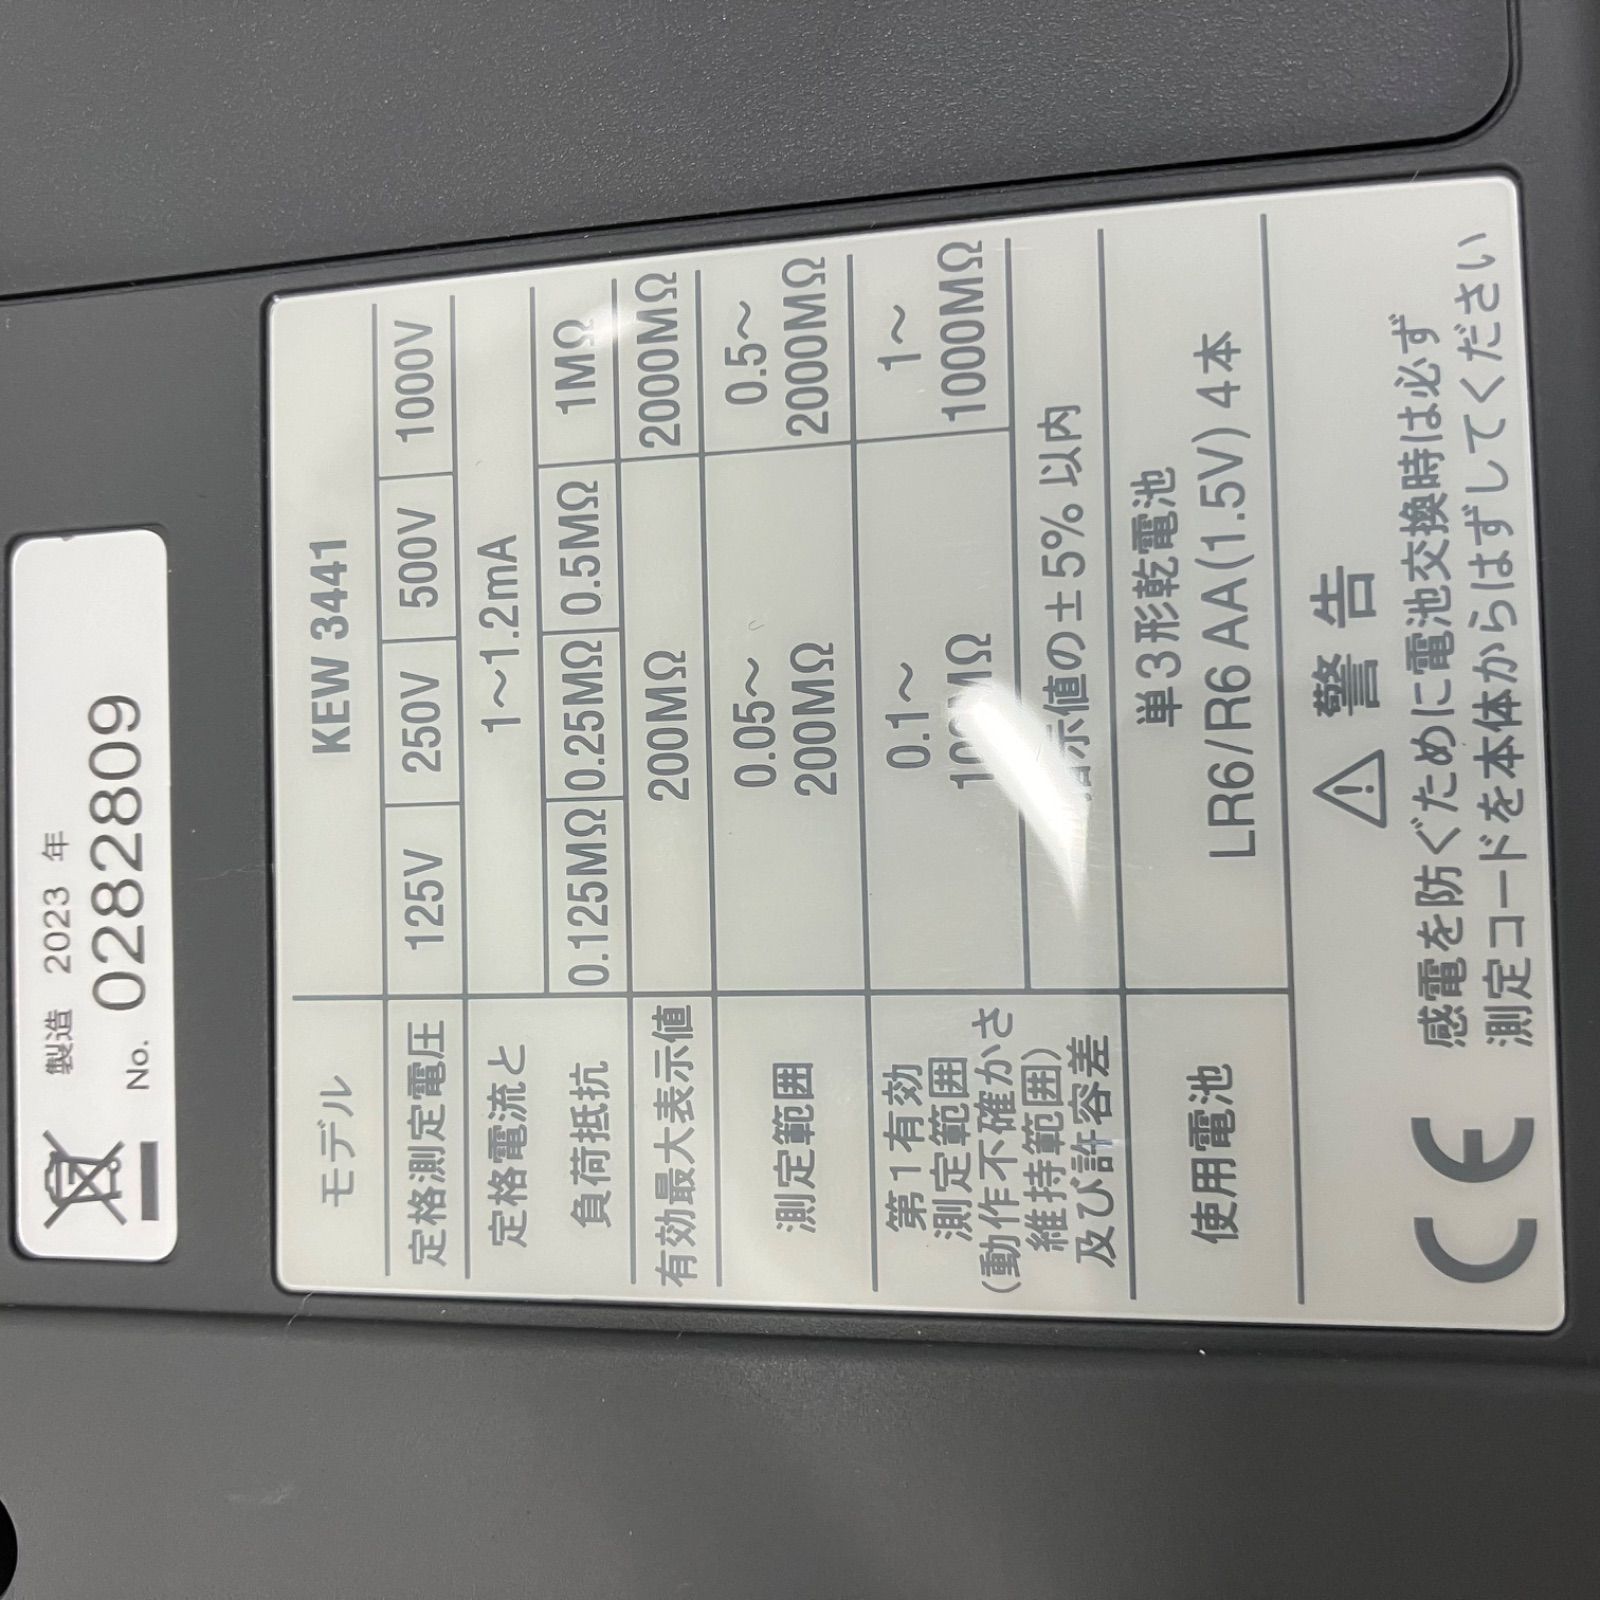 製造 2023 年
No. 0282809
モデル KEW 3441
定格測定電圧 125V 250V 500V 1000V
定格電流と 1～1.2mA
負荷抵抗 0.125MΩ 0.25MΩ 0.5MΩ 1MΩ
有効最大表示値 200MΩ 2000MΩ
測定範囲 0.05～ 0.5～
200MΩ 2000MΩ
第1有効
測定範囲
(動作不確かさ
維持範囲)
及び許容差
0.1～ 1～
100MΩ 1000MΩ
指示値の±5%以内
使用電池 単3形乾電池
LR6/R6 AA(1.5V) 4本
警告
感電を防ぐために電池交換時は必ず
測定コードを本体からはずしてください
CE